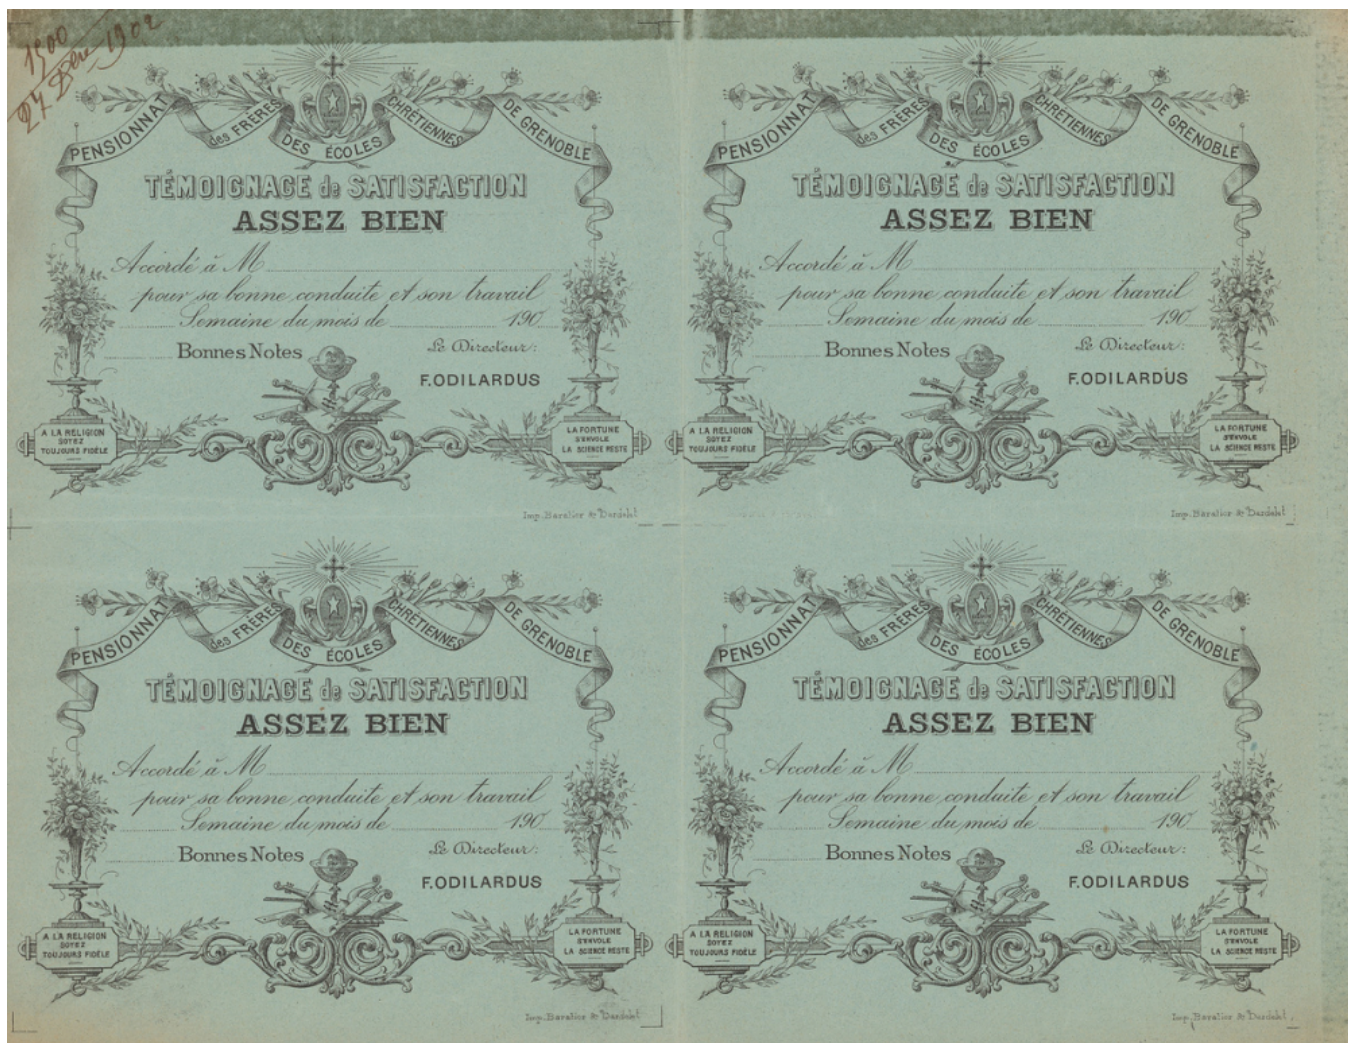 1500
27 Dére 1902
PENSIONNAT des FRÈRES DES ÉCOLES CHRÉTIENNES DE GRENOBLE
TÉMOIGNAGE de SATISFACTION
ASSEZ BIEN
Accordé à M
pour sa bonne conduite et son travail
Semaine du mois de 190
Bonnes Notes
Le Directeur:
F. ODILARDUS
A LA RELIGION
SOYEZ
TOUJOURS FIDÈLE
LA FORTUNE
S'ENVOLE
LA SCIENCE RESTE
Imp. Baratier & Dardelet
PENSIONNAT des FRÈRES DES ÉCOLES CHRÉTIENNES DE GRENOBLE
TÉMOIGNAGE de SATISFACTION
ASSEZ BIEN
Accordé à M
pour sa bonne conduite et son travail
Semaine du mois de 190
Bonnes Notes
Le Directeur:
F. ODILARDUS
A LA RELIGION
SOYEZ
TOUJOURS FIDÈLE
LA FORTUNE
S'ENVOLE
LA SCIENCE RESTE
Imp. Baratier & Dardelet
PENSIONNAT des FRÈRES DES ÉCOLES CHRÉTIENNES DE GRENOBLE
TÉMOIGNAGE de SATISFACTION
ASSEZ BIEN
Accordé à M
pour sa bonne conduite et son travail
Semaine du mois de 190
Bonnes Notes
Le Directeur:
F. ODILARDUS
A LA RELIGION
SOYEZ
TOUJOURS FIDÈLE
LA FORTUNE
S'ENVOLE
LA SCIENCE RESTE
Imp. Baratier & Dardelet
PENSIONNAT des FRÈRES DES ÉCOLES CHRÉTIENNES DE GRENOBLE
TÉMOIGNAGE de SATISFACTION
ASSEZ BIEN
Accordé à M
pour sa bonne conduite et son travail
Semaine du mois de 190
Bonnes Notes
Le Directeur:
F. ODILARDUS
A LA RELIGION
SOYEZ
TOUJOURS FIDÈLE
LA FORTUNE
S'ENVOLE
LA SCIENCE RESTE
Imp. Baratier & Dardelet